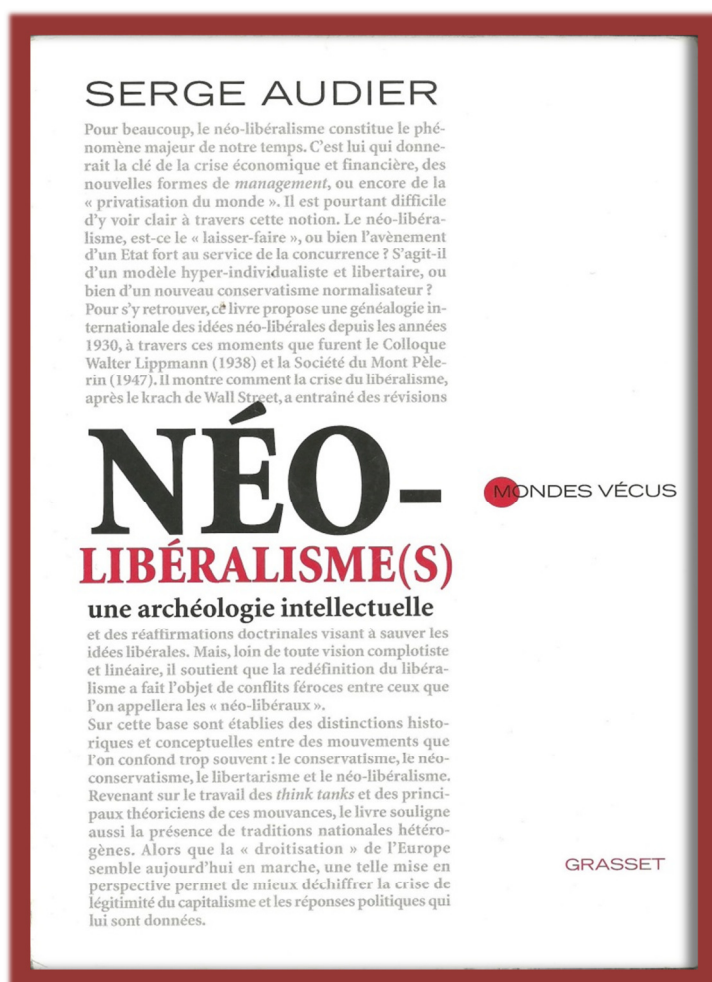 SERGE AUDIER
Pour beaucoup, le néo-libéralisme constitue le phé-
nomène majeur de notre temps. C'est lui qui donne-
rait la clé de la crise économique et financière, des
nouvelles formes de management, ou encore de la
« privatisation du monde ». Il est pourtant difficile
d'y voir clair à travers cette notion. Le néo-libéra-
lisme, est-ce le « laisser-faire », ou bien l'avènement
d'un Etat fort au service de la concurrence ? S'agit-il
d'un modèle hyper-individualiste et libertaire, ou
bien d'un nouveau conservatisme normalisateur ?
Pour s'y retrouver, ce livre propose une généalogie in-
ternationale des idées néo-libérales depuis les années
1930, à travers ces moments que furent le Colloque
Walter Lippmann (1938) et la Société du Mont Pèle-
rin (1947). Il montre comment la crise du libéralisme,
après le krach de Wall Street, a entraîné des révisions
NÉO-
LIBÉRALISME(S)
une archéologie intellectuelle
et des réaffirmations doctrinales visant à sauver les
idées libérales. Mais, loin de toute vision complotiste
et linéaire, il soutient que la redéfinition du libéra-
lisme a fait l'objet de conflits féroces entre ceux que
l'on appellera les « néo-libéraux ».
Sur cette base sont établies des distinctions histo-
riques et conceptuelles entre des mouvements que
l'on confond trop souvent : le conservatisme, le néo-
conservatisme, le libertarisme et le néo-libéralisme.
Revenant sur le travail des think tanks et des princi-
paux théoriciens de ces mouvances, le livre souligne
aussi la présence de traditions nationales hétéro-
gènes. Alors que la « droitisation » de l'Europe
semble aujourd'hui en marche, une telle mise en
perspective permet de mieux déchiffrer la crise de
légitimité du capitalisme et les réponses politiques qui
lui sont données.
MONDES VÉCUS
GRASSET